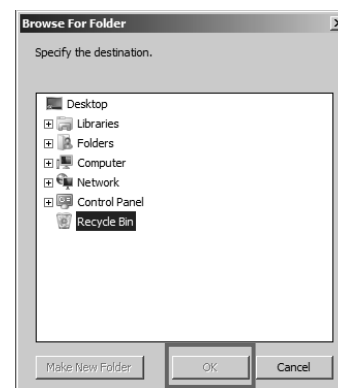 Browse For Folder
Specify the destination.
Desktop
Libraries
Folders
Computer
Network
Control Panel
Recycle Bin
Make New Folder
OK
Cancel